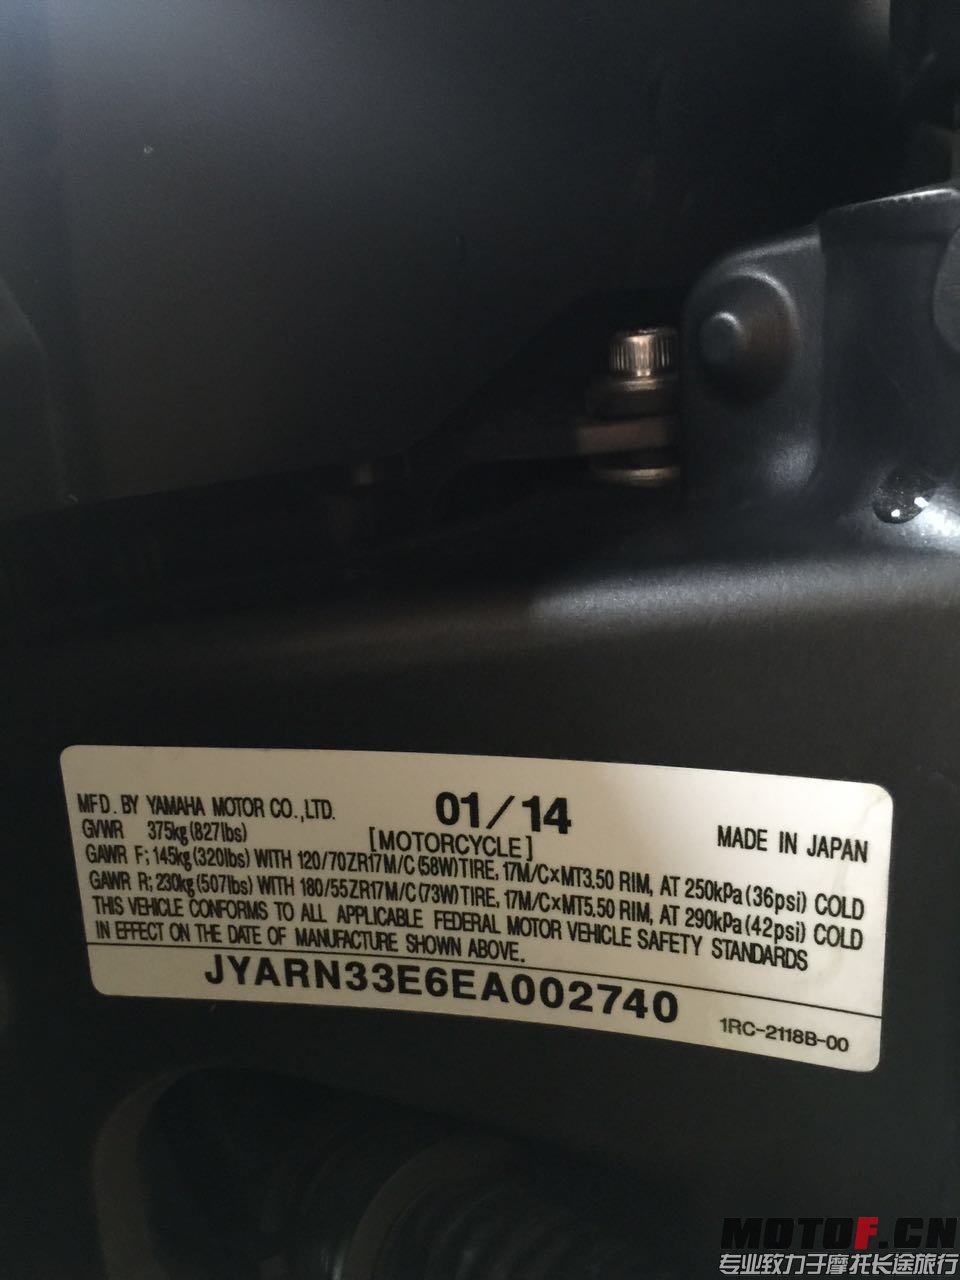 MFD. BY YAMAHA MOTOR CO., LTD. 01/14 MADE IN JAPAN
GVWR 375kg (827lbs) [MOTORCYCLE]
GAWR F; 145kg (320lbs) WITH 120/70ZR17M/C (58W) TIRE, 17M/C×MT3.50 RIM, AT 250kPa (36psi) COLD
GAWR R; 230kg (507lbs) WITH 180/55ZR17M/C (73W) TIRE, 17M/C×MT5.50 RIM, AT 290kPa (42psi) COLD
THIS VEHICLE CONFORMS TO ALL APPLICABLE FEDERAL MOTOR VEHICLE SAFETY STANDARDS
IN EFFECT ON THE DATE OF MANUFACTURE SHOWN ABOVE.
JYARN33E6EA002740
1RC-2118B-00
MOTOF.CN
专业致力于摩托长途旅行